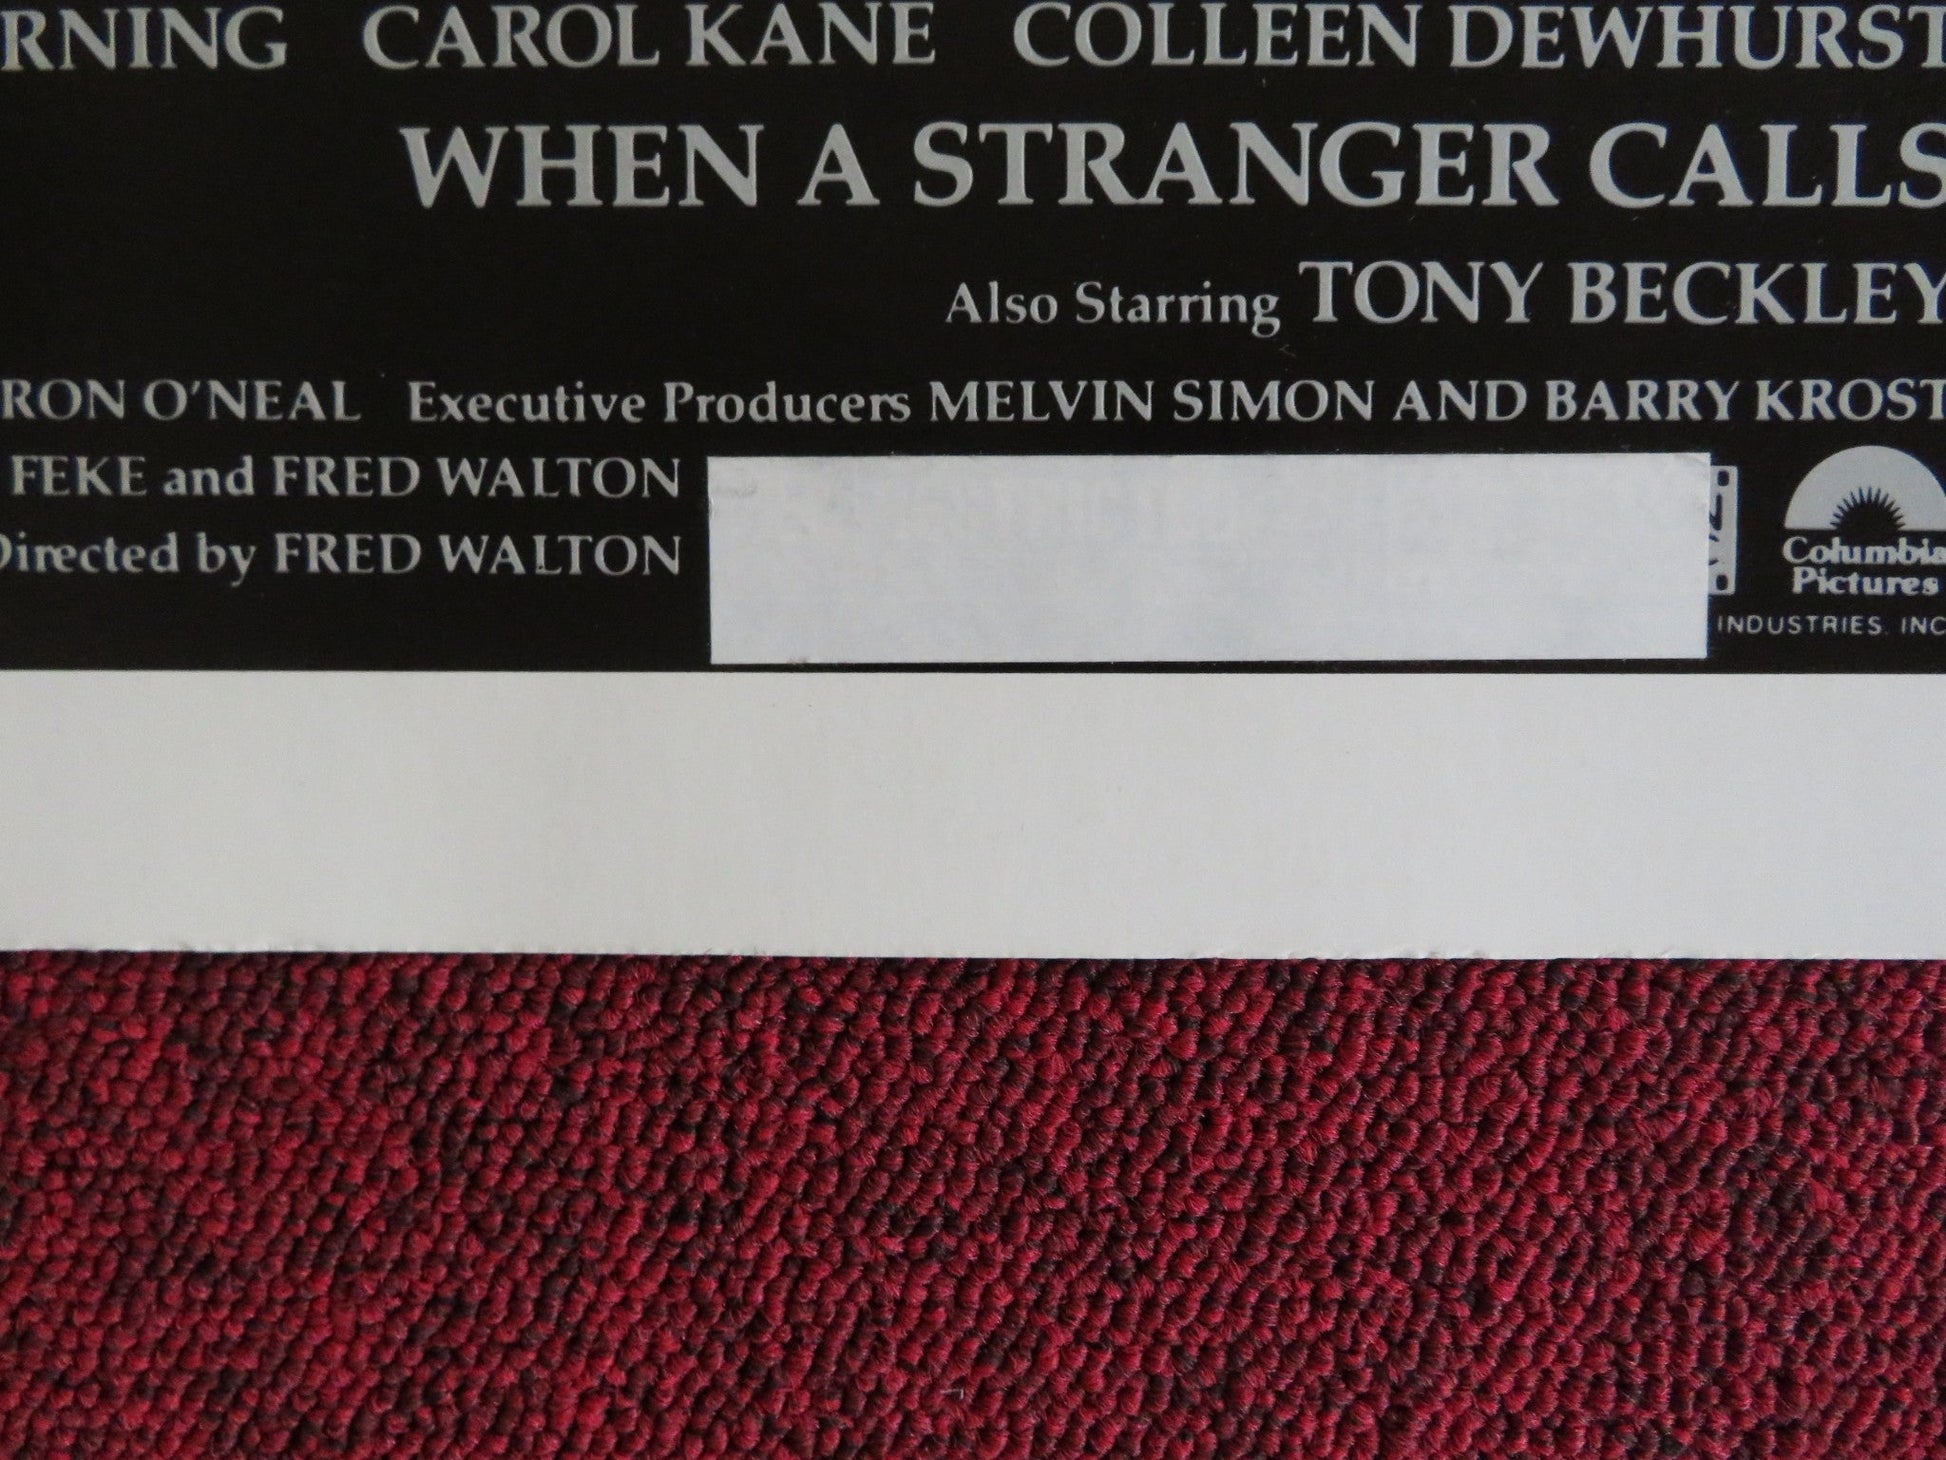 RNING CAROL KANE COLLEEN DEWHURST
WHEN A STRANGER CALLS
Also Starring TONY BECKLEY
RON O'NEAL Executive Producers MELVIN SIMON AND BARRY KROST
FEKE and FRED WALTON
Directed by FRED WALTON
Columbia
Pictures
INDUSTRIES, INC